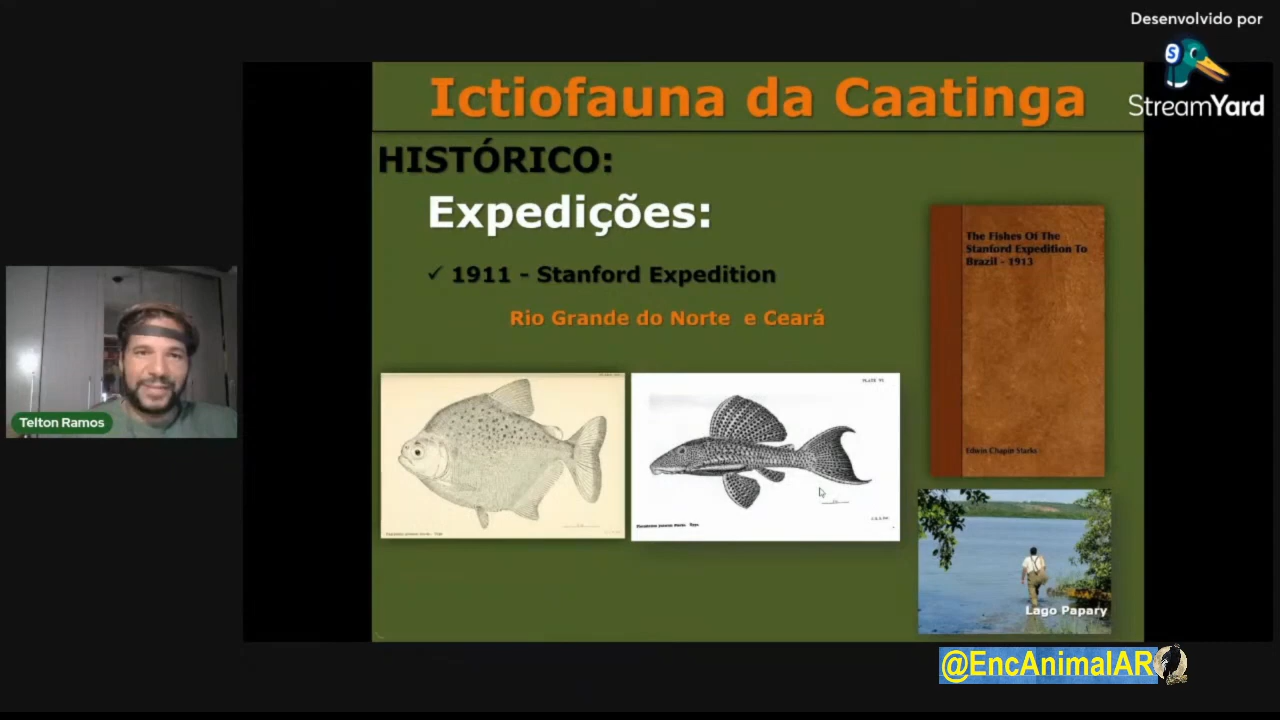 Desenvolvido por
StreamYard
Ictiofauna da Caatinga
HISTÓRICO:
Expedições:
✓ 1911 - Stanford Expedition
Rio Grande do Norte e Ceará
The Fishes Of The
Stanford Expedition To
Brazil - 1913
Edwin Chapin Starks
PLATE
Telton Ramos
Lago Papary
@EncAnimalAR